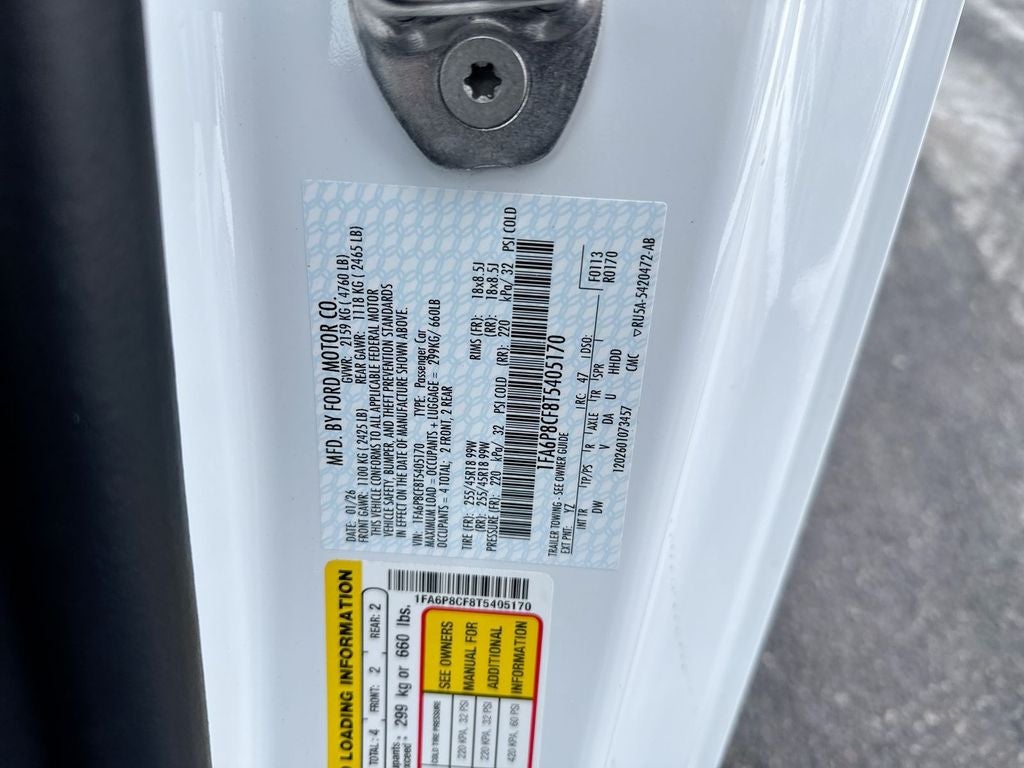 MFD. BY FORD MOTOR CO.
DATE: 01/26 GVWR: 2159 KG ( 4760 LB)
FRONT GAWR: 1100 KG ( 2425 LB) REAR GAWR: 1118 KG ( 2465 LB)
THIS VEHICLE CONFORMS TO ALL APPLICABLE FEDERAL MOTOR
VEHICLE SAFETY, BUMPER, AND THEFT PREVENTION STANDARDS
IN EFFECT ON THE DATE OF MANUFACTURE SHOWN ABOVE.
VIN: 1FA6P8CF8T5405170 TYPE: Passenger Car
MAXIMUM LOAD = OCCUPANTS + LUGGAGE = 299KG/ 660LB
OCCUPANTS = 4 TOTAL: 2 FRONT, 2 REAR
TIRE (FR): 255/45R18 99W RIMS (FR): 18x8.5J
(RR): 255/45R18 99W (RR): 18x8.5J
PRESSURE (FR): 220 kPa/ 32 PSI COLD (RR): 220 kPa/ 32 PSI COLD
1FA6P8CF8T5405170
TRAILER TOWING - SEE OWNER GUIDE
EXT PNT: YZ RC: 47 DSO: F0113
INT TR TP/PS R AXLE TR SPR R0170
DW V DA U HHDD
1202601073457 CMC ▽RU5A-5420472-AB
LOADING INFORMATION
TOTAL: 4 FRONT: 2 REAR: 2
299 kg or 660 lbs.
1FA6P8CF8T5405170
COLD TIRE PRESSURE
220 KPA, 32 PSI
220 KPA, 32 PSI
420 KPA, 60 PSI
SEE OWNERS
MANUAL FOR
ADDITIONAL
INFORMATION